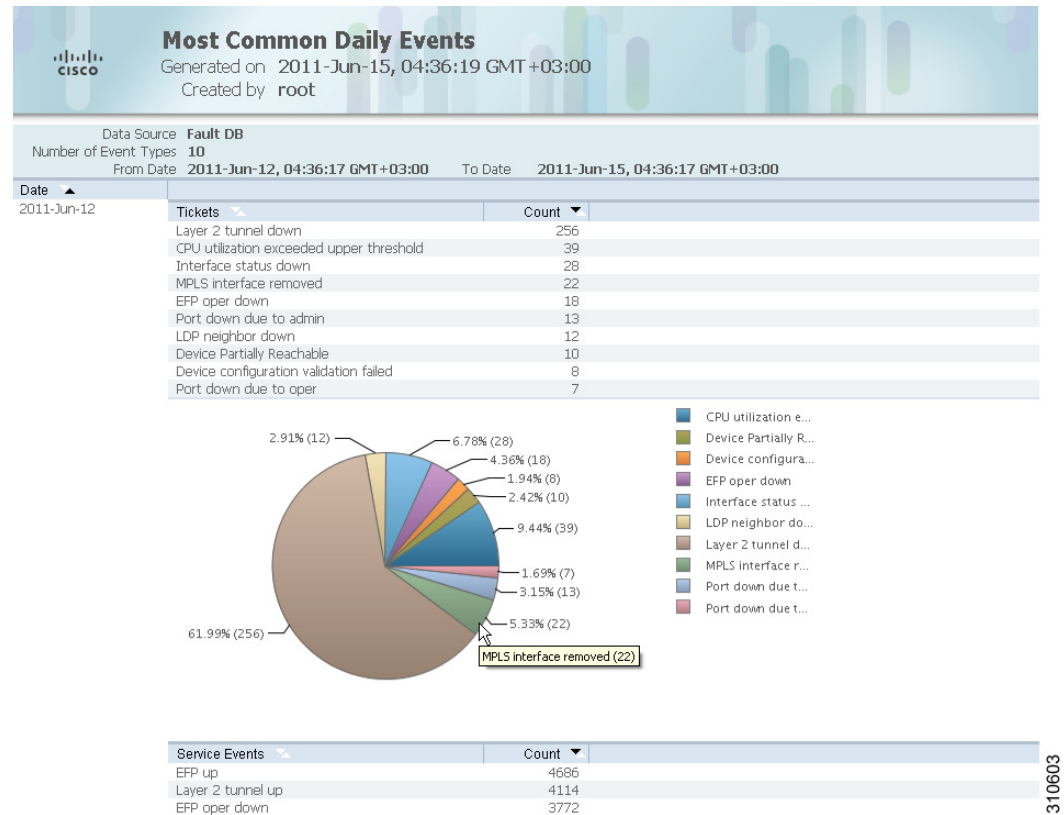 CISCO
Most Common Daily Events
Generated on 2011-Jun-15, 04:36:19 GMT+03:00
Created by root
Data Source Fault DB
Number of Event Types 10
From Date 2011-Jun-12, 04:36:17 GMT+03:00 To Date 2011-Jun-15, 04:36:17 GMT+03:00
Date
2011-Jun-12
Tickets Count
Layer 2 tunnel down 256
CPU utilization exceeded upper threshold 39
Interface status down 28
MPLS interface removed 22
EFP oper down 18
Port down due to admin 13
LDP neighbor down 12
Device Partially Reachable 10
Device configuration validation failed 8
Port down due to oper 7
2.91% (12)
6.78% (28)
4.36% (18)
1.94% (8)
2.42% (10)
9.44% (39)
1.69% (7)
3.15% (13)
5.33% (22)
61.99% (256)
MPLS interface removed (22)
CPU utilization e...
Device Partially R...
Device configura...
EFP oper down
Interface status ...
LDP neighbor do...
Layer 2 tunnel d...
MPLS interface r...
Port down due t...
Port down due t...
Service Events Count
EFP up 4686
Layer 2 tunnel up 4114
EFP oper down 3772
310603